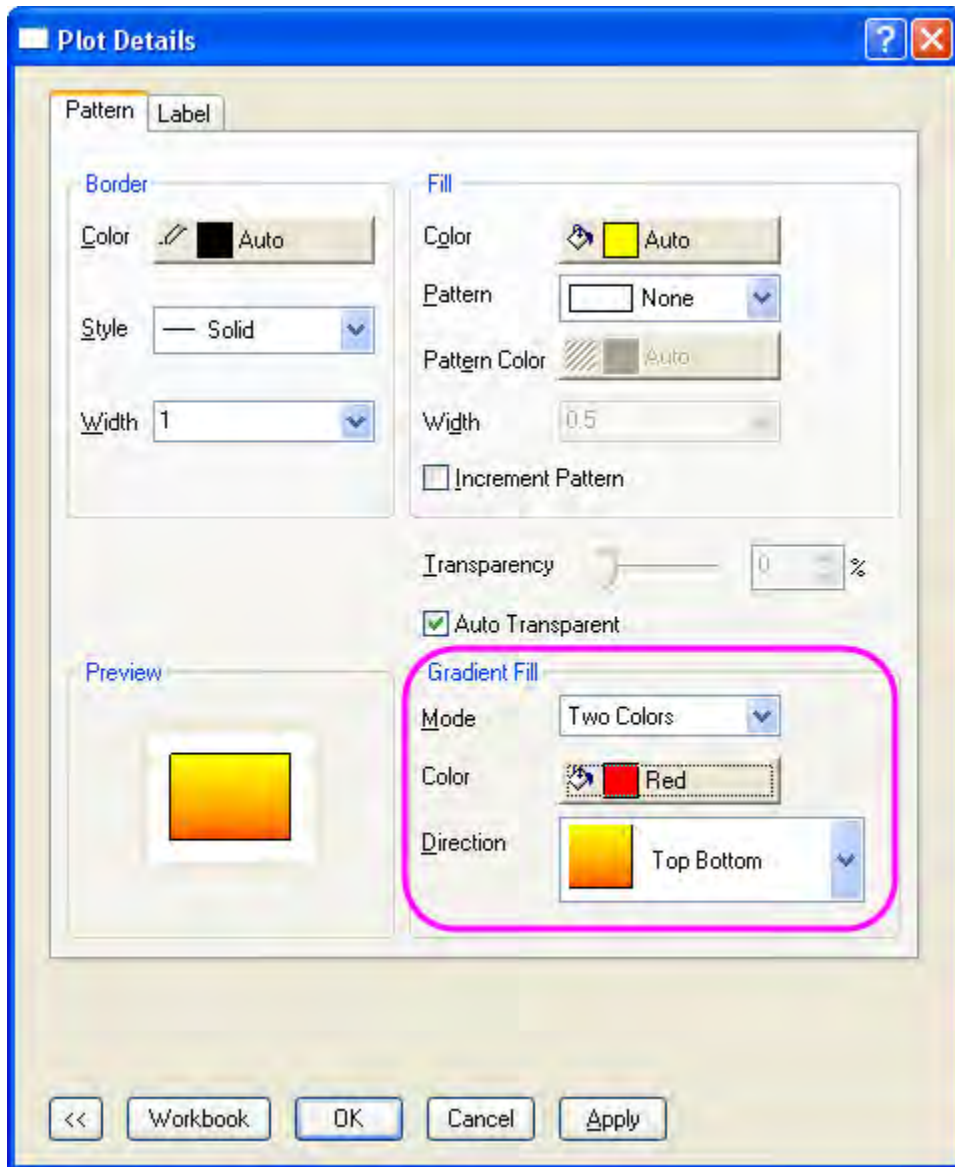 Plot Details
Pattern
Label
Border
Color
Auto
Style
Solid
Width
1
Fill
Color
Auto
Pattern
None
Pattern Color
Auto
Width
0.5
Increment Pattern
Transparency
0
%
Auto Transparent
Preview
Gradient Fill
Mode
Two Colors
Color
Red
Direction
Top Bottom
<<
Workbook
OK
Cancel
Apply